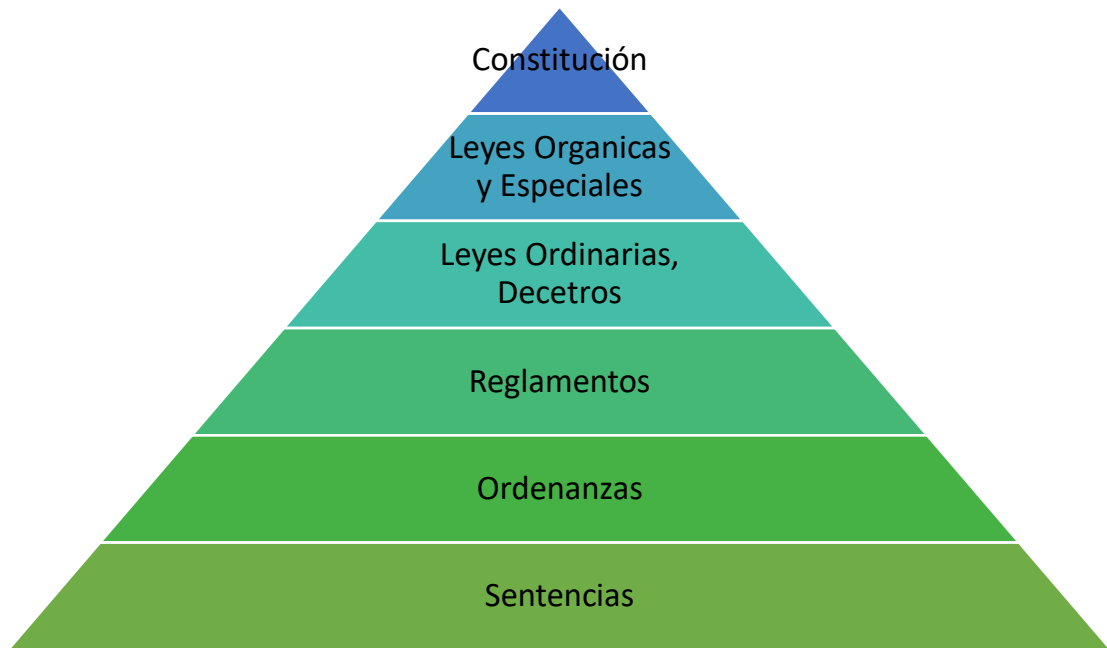 Constitución
Leyes Organicas
y Especiales
Leyes Ordinarias,
Decetros
Reglamentos
Ordenanzas
Sentencias